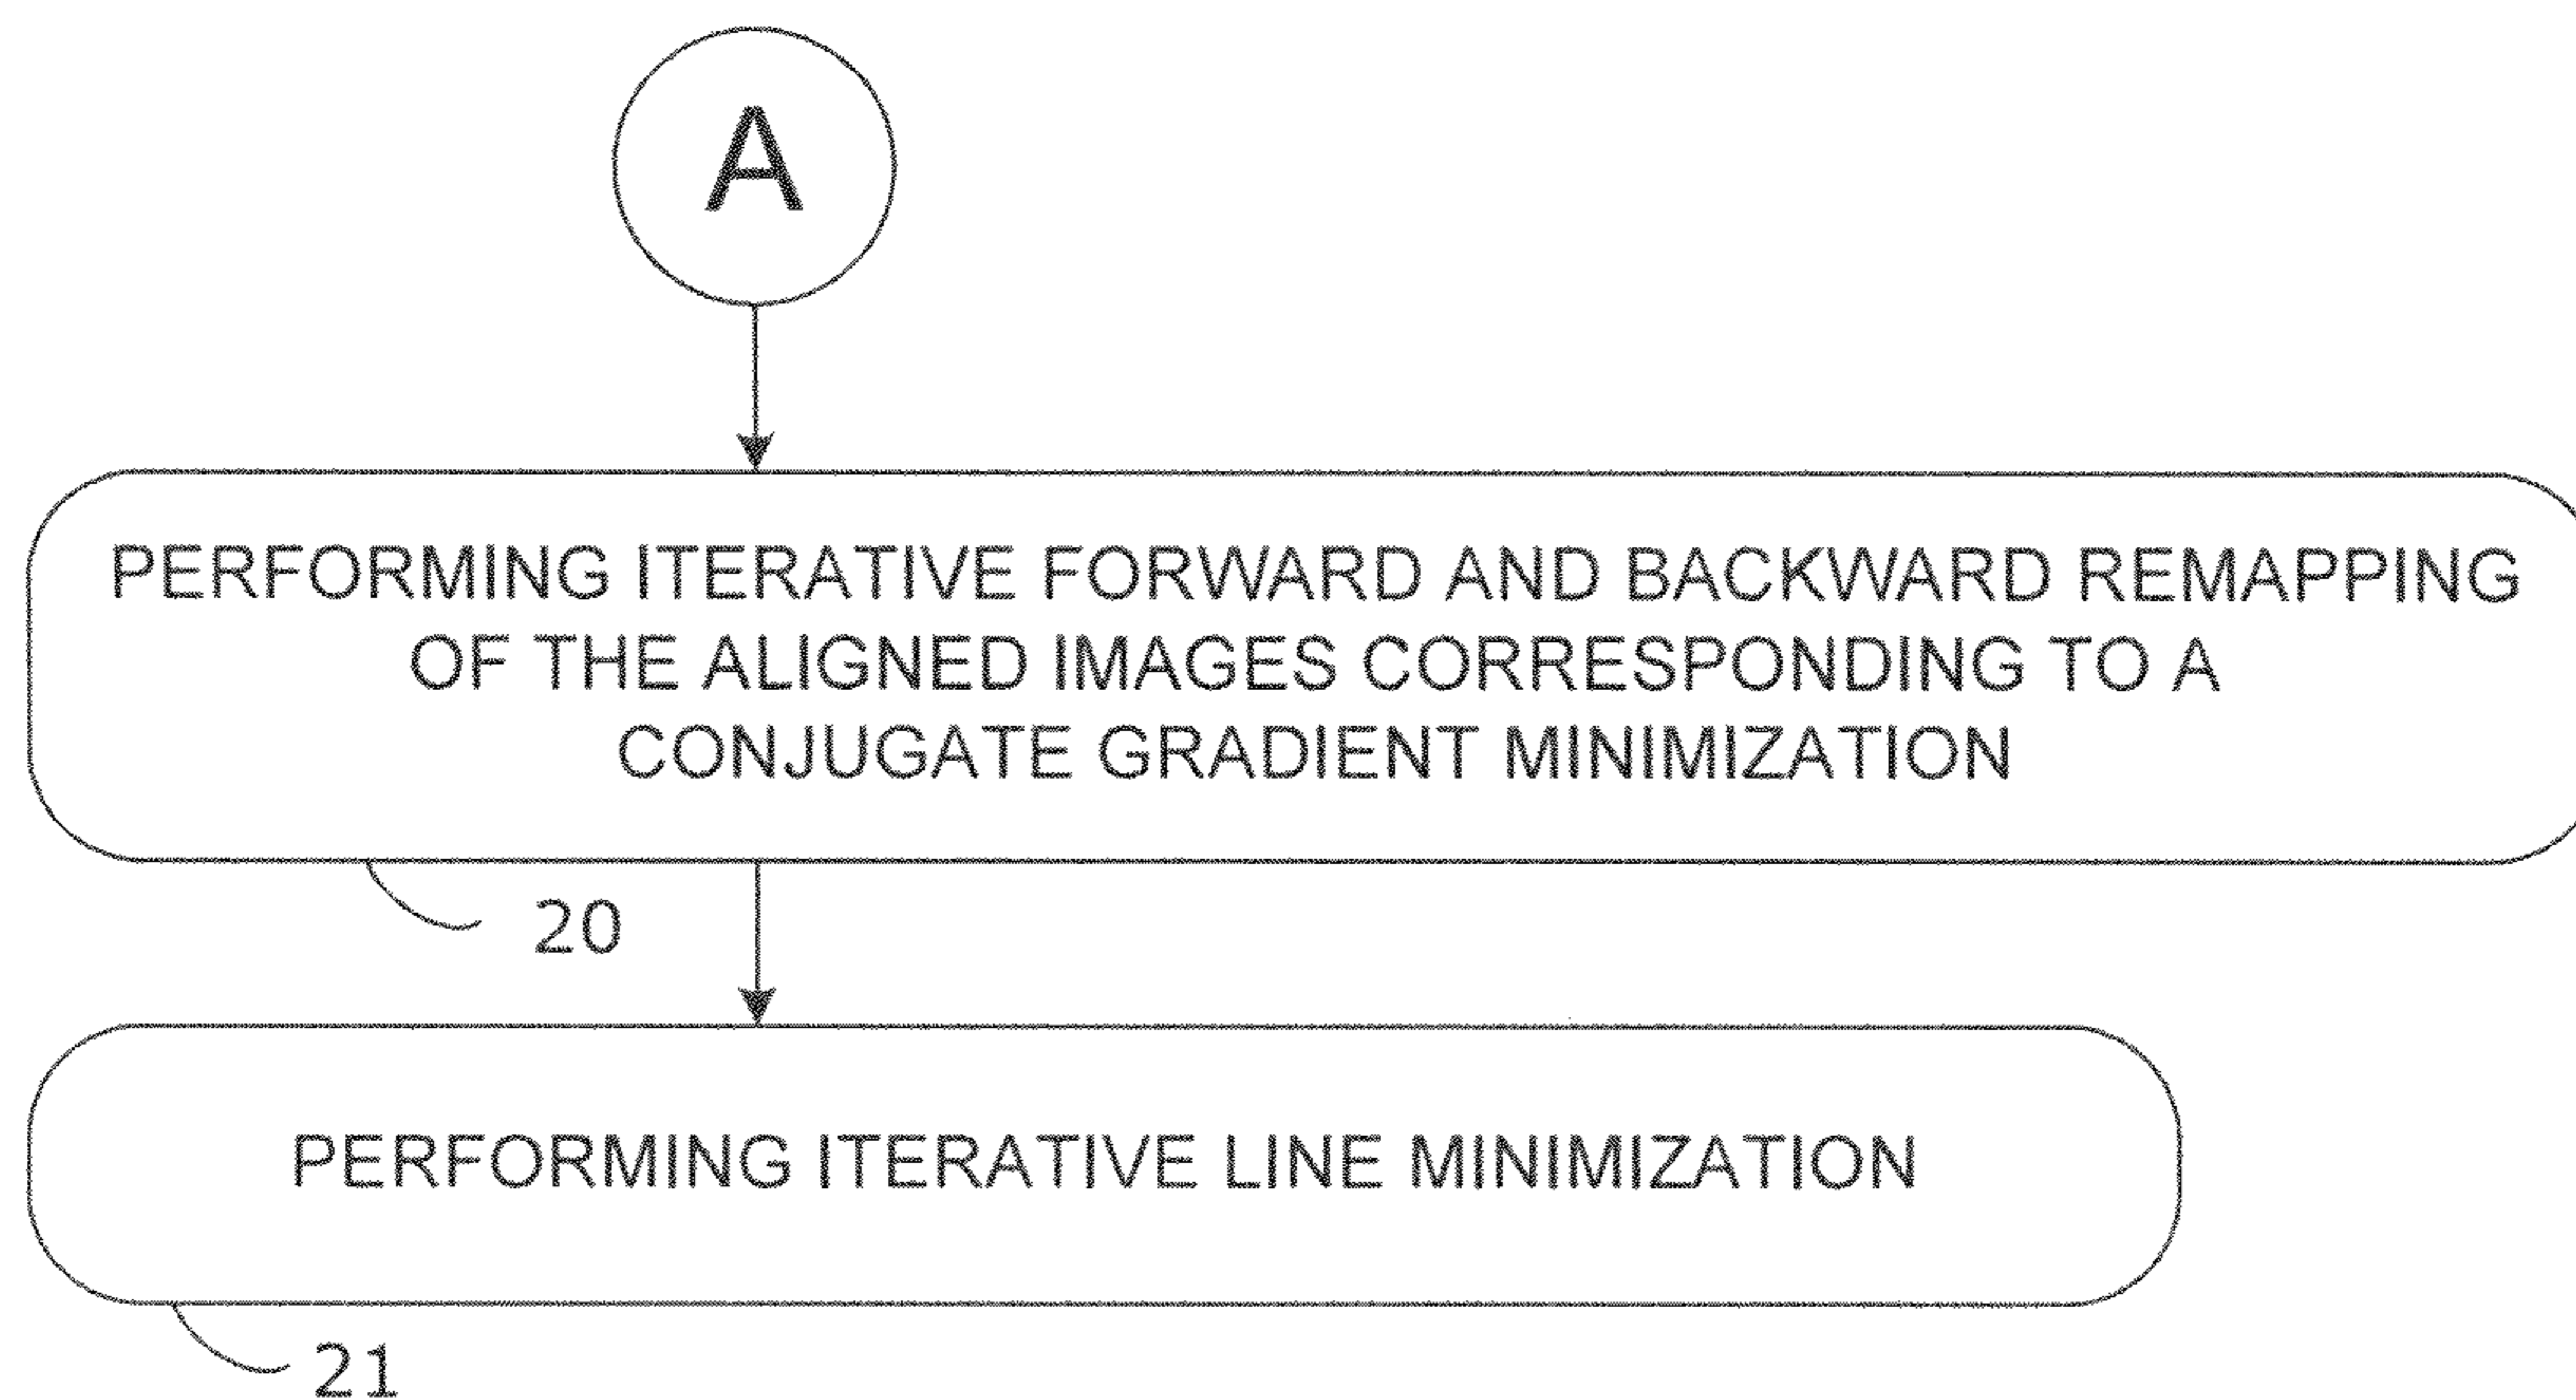 A
PERFORMING ITERATIVE FORWARD AND BACKWARD REMAPPING
OF THE ALIGNED IMAGES CORRESPONDING TO A
CONJUGATE GRADIENT MINIMIZATION
20
PERFORMING ITERATIVE LINE MINIMIZATION
21